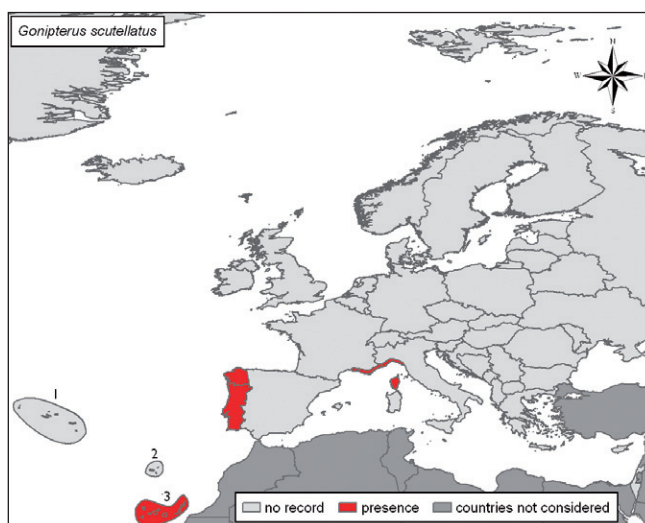 Gonipterus scutellatus
N
W
E
S
1
2
3
no record presence countries not considered